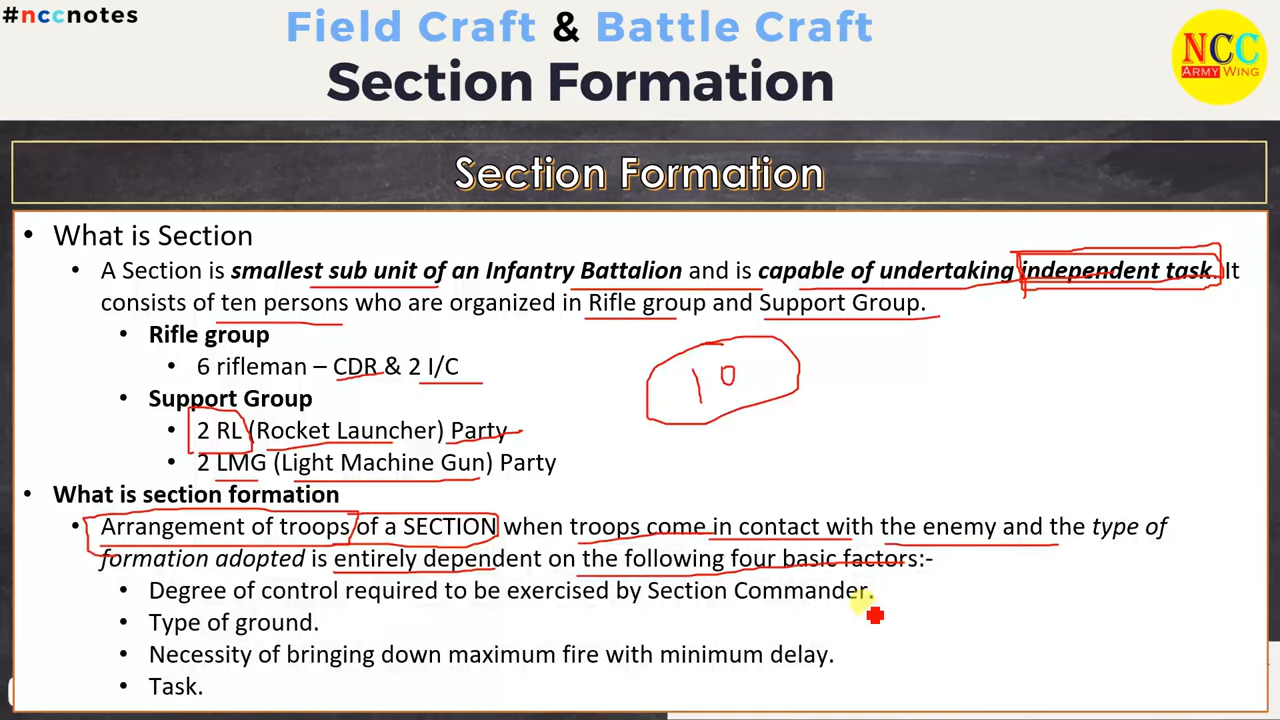 #nccnotes
Field Craft & Battle Craft
Section Formation
NCC
ARMY WING
Section Formation
• What is Section
• A Section is smallest sub unit of an Infantry Battalion and is capable of undertaking independent task. It
consists of ten persons who are organized in Rifle group and Support Group.
• Rifle group
• 6 rifleman – CDR & 2 I/C
• Support Group
• 2 RL (Rocket Launcher) Party
• 2 LMG (Light Machine Gun) Party
10
• What is section formation
• Arrangement of troops of a SECTION when troops come in contact with the enemy and the type of
formation adopted is entirely dependent on the following four basic factors:-
• Degree of control required to be exercised by Section Commander.
• Type of ground.
• Necessity of bringing down maximum fire with minimum delay.
• Task.